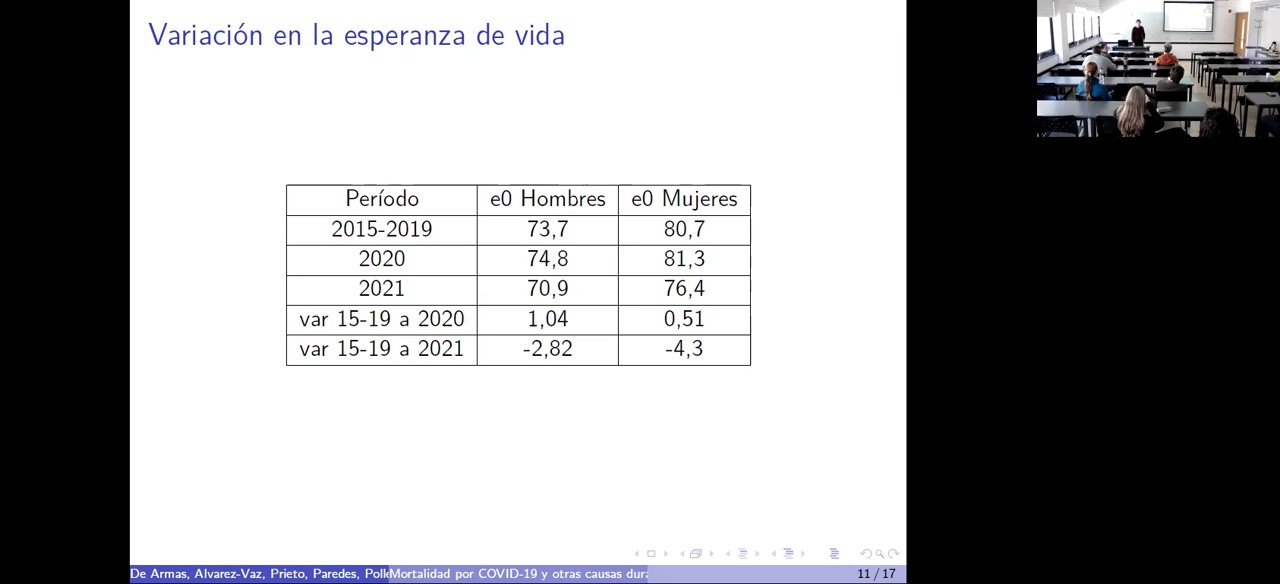 Variación en la esperanza de vida
Período e0 Hombres e0 Mujeres
2015-2019 73,7 80,7
2020 74,8 81,3
2021 70,9 76,4
var 15-19 a 2020 1,04 0,51
var 15-19 a 2021 -2,82 -4,3
De Armas, Alvarez-Vaz, Prieto, Paredes, Mortalidad por COVID-19 y otras causas 11 / 17